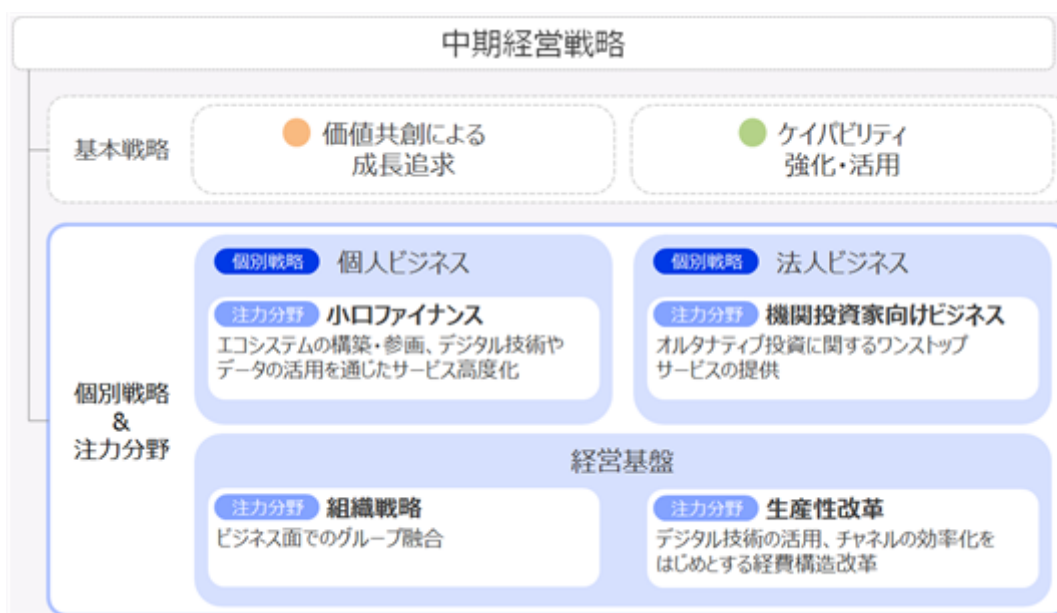 中期経営戦略
基本戦略
価値共創による
成長追求
ケイパビリティ
強化・活用
個別戦略
&
注力分野
個別戦略 個人ビジネス
注力分野 小口ファイナンス
エコシステムの構築・参画、デジタル技術や
データの活用を通じたサービス高度化
個別戦略 法人ビジネス
注力分野 機関投資家向けビジネス
オルタナティブ投資に関するワンストップ
サービスの提供
経営基盤
注力分野 組織戦略
ビジネス面でのグループ融合
注力分野 生産性改革
デジタル技術の活用、チャネルの効率化を
はじめとする経費構造改革